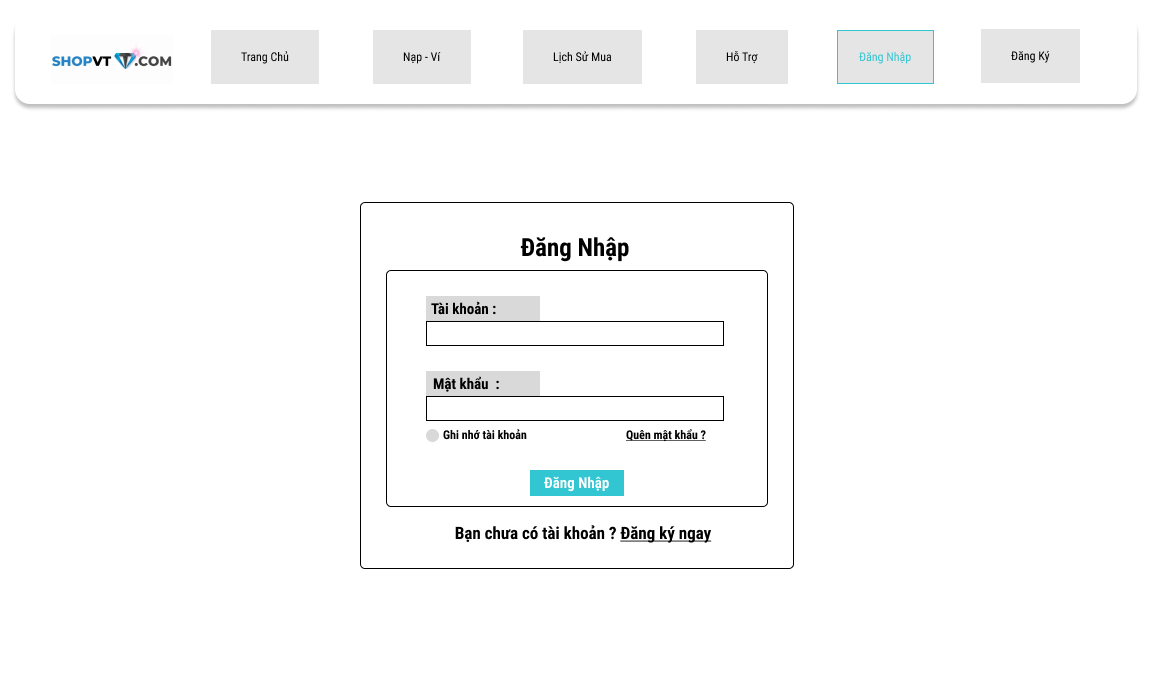 SHOPVT .COM
Trang Chủ
Nạp - Ví
Lịch Sử Mua
Hỗ Trợ
Đăng Nhập
Đăng Ký
Đăng Nhập
Tài khoản :
Mật khẩu :
Ghi nhớ tài khoản
Quên mật khẩu ?
Đăng Nhập
Bạn chưa có tài khoản ? Đăng ký ngay